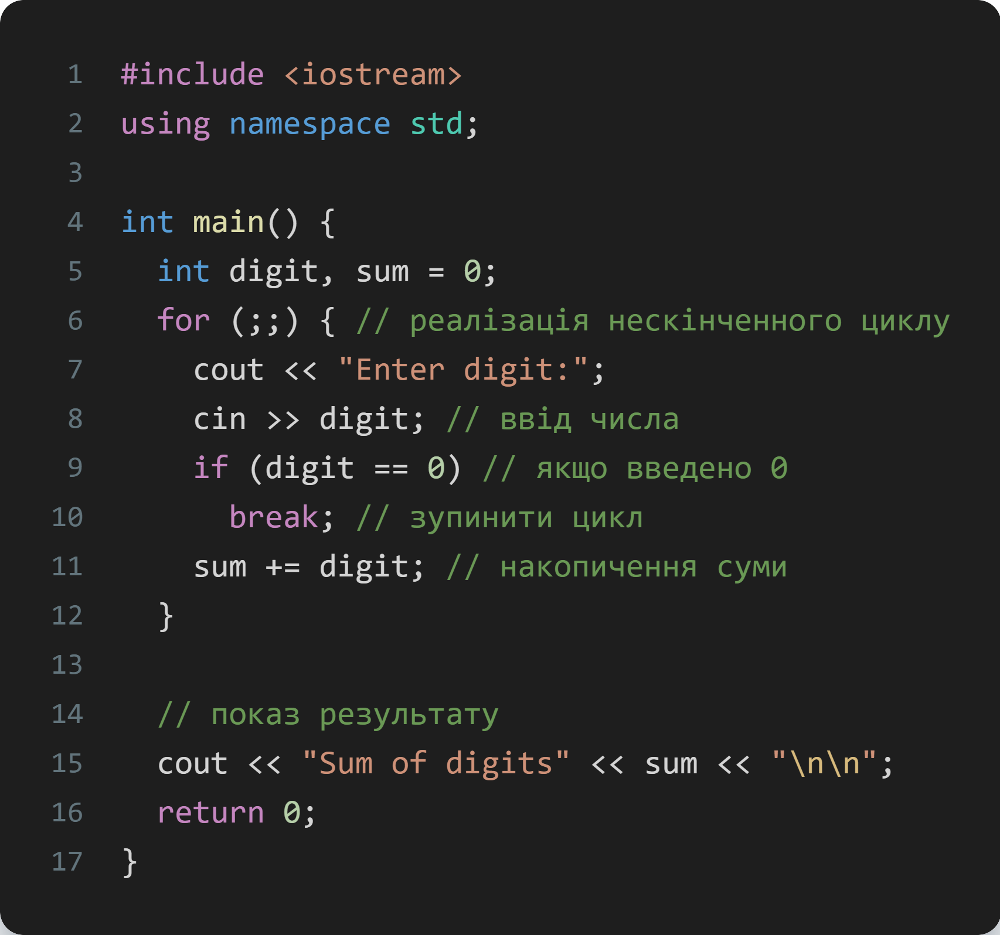 1 #include <iostream>
2 using namespace std;
3
4 int main() {
5   int digit, sum = 0;
6   for (;;) { // реалізація нескінченного циклу
7     cout << "Enter digit:";
8     cin >> digit; // ввід числа
9     if (digit == 0) // якщо введено 0
10       break; // зупинити цикл
11     sum += digit; // накопичення суми
12   }
13
14   // показ результату
15   cout << "Sum of digits" << sum << "\n\n";
16   return 0;
17 }